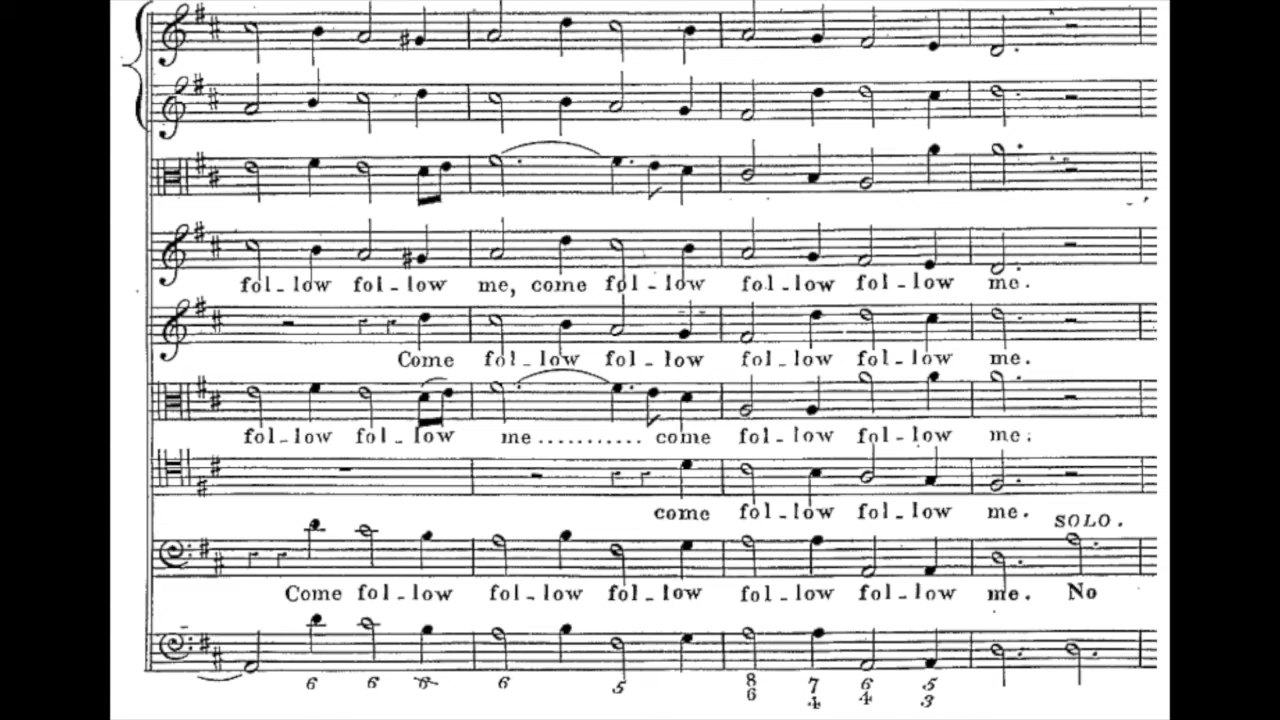 fol - low fol - low me, come fol - low fol - low fol - low me.
Come fol - low fol - low fol - low fol - low me.
fol - low fol - low me........... come fol - low fol - low me.
come fol - low fol - low me.
SOLO.
Come fol - low fol - low fol - low fol - low fol - low me. No
6 6 6 6 5 8 7 6 5
6 4 4 3